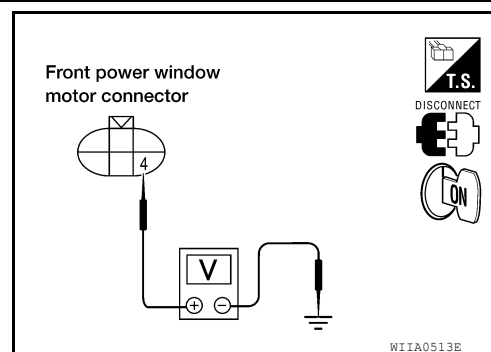 Front power window
motor connector
T.S.
DISCONNECT
4
ON
V
+ −
WIIA0513E